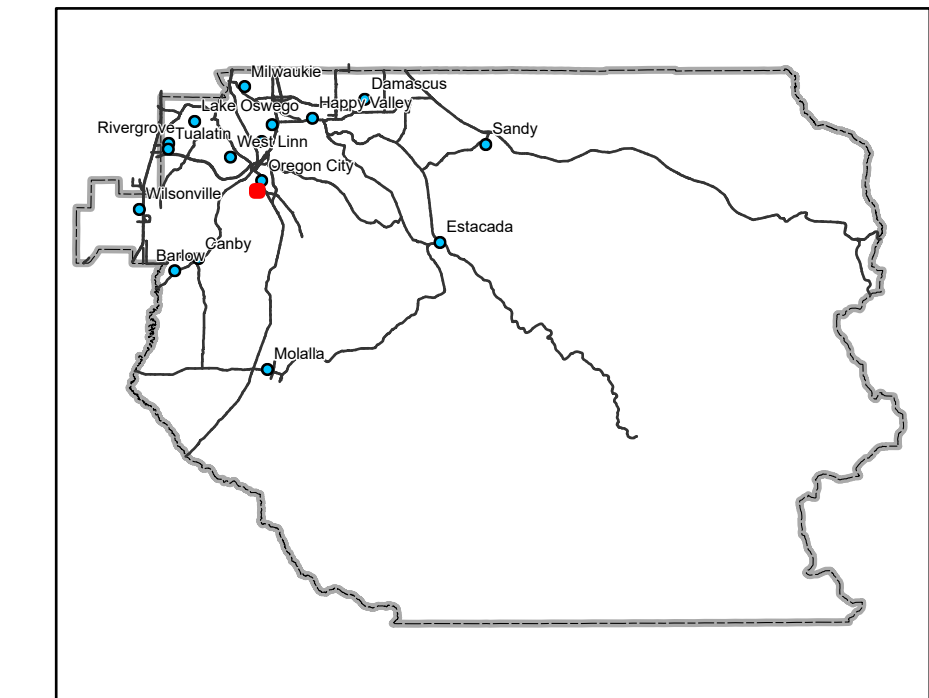 Milwaukie
Damascus
Lake Oswego
Happy Valley
Rivergrove
Tualatin
West Linn
Sandy
Oregon City
Wilsonville
Estacada
Canby
Barlow
Molalla